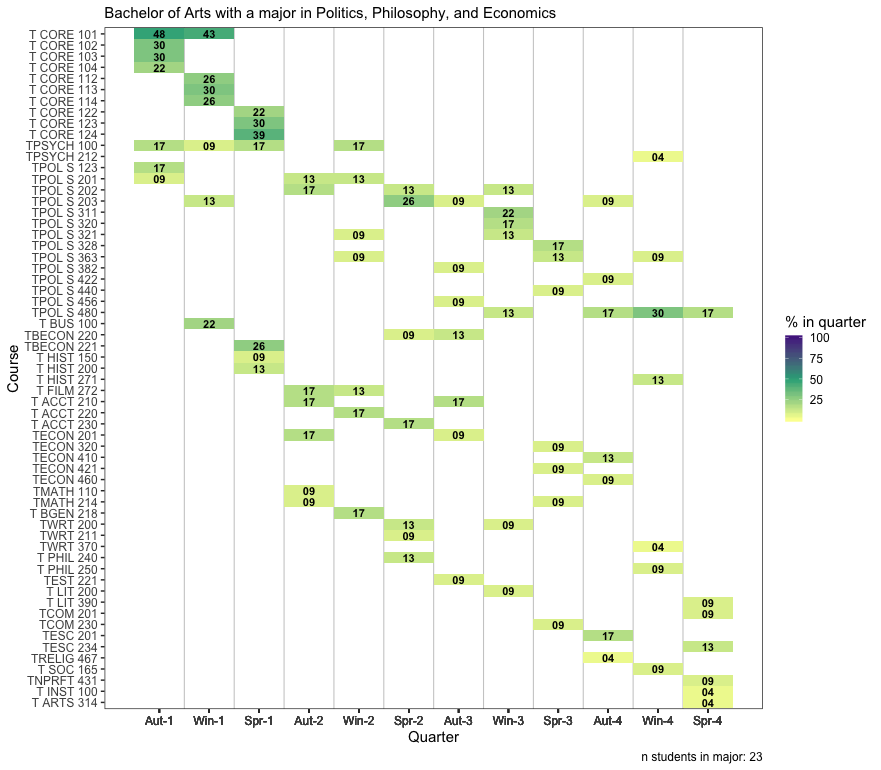 Bachelor of Arts with a major in Politics, Philosophy, and Economics
Course
T CORE 101 48 43
T CORE 102 30
T CORE 103 30
T CORE 104 22
T CORE 112 26
T CORE 113 30
T CORE 114 26
T CORE 122 22
T CORE 123 30
T CORE 124 39
TPSYCH 100 17 09 17 17
TPSYCH 212 04
TPOL S 123 17
TPOL S 201 09 13 13
TPOL S 202 17 13 13
TPOL S 203 13 26 09 09
TPOL S 311 22
TPOL S 320 17
TPOL S 321 09 13
TPOL S 328 17
TPOL S 363 09 13 09
TPOL S 382 09
TPOL S 422 09
TPOL S 440 09
TPOL S 456 09
TPOL S 480 13 17 30 17
T BUS 100 22
TBECON 220 09 13
TBECON 221 26
T HIST 150 09
T HIST 200 13
T HIST 271 13
T FILM 272 17 13
T ACCT 210 17 17
T ACCT 220 17
T ACCT 230 17
TECON 201 17 09
TECON 320 09
TECON 410 13
TECON 421 09
TECON 460 09
TMATH 110 09
TMATH 214 09 09
T BGEN 218 17
TWRT 200 13 09
TWRT 211 09
TWRT 370 04
T PHIL 240 13
T PHIL 250 09
TEST 221 09
T LIT 200 09
T LIT 390 09
TCOM 201 09
TCOM 230 09
TESC 201 17
TESC 234 13
TRELIG 467 04
T SOC 165 09
TNPRFT 431 09
T INST 100 04
T ARTS 314 04
Aut-1 Win-1 Spr-1 Aut-2 Win-2 Spr-2 Aut-3 Win-3 Spr-3 Aut-4 Win-4 Spr-4
Quarter
% in quarter
100
75
50
25
n students in major: 23